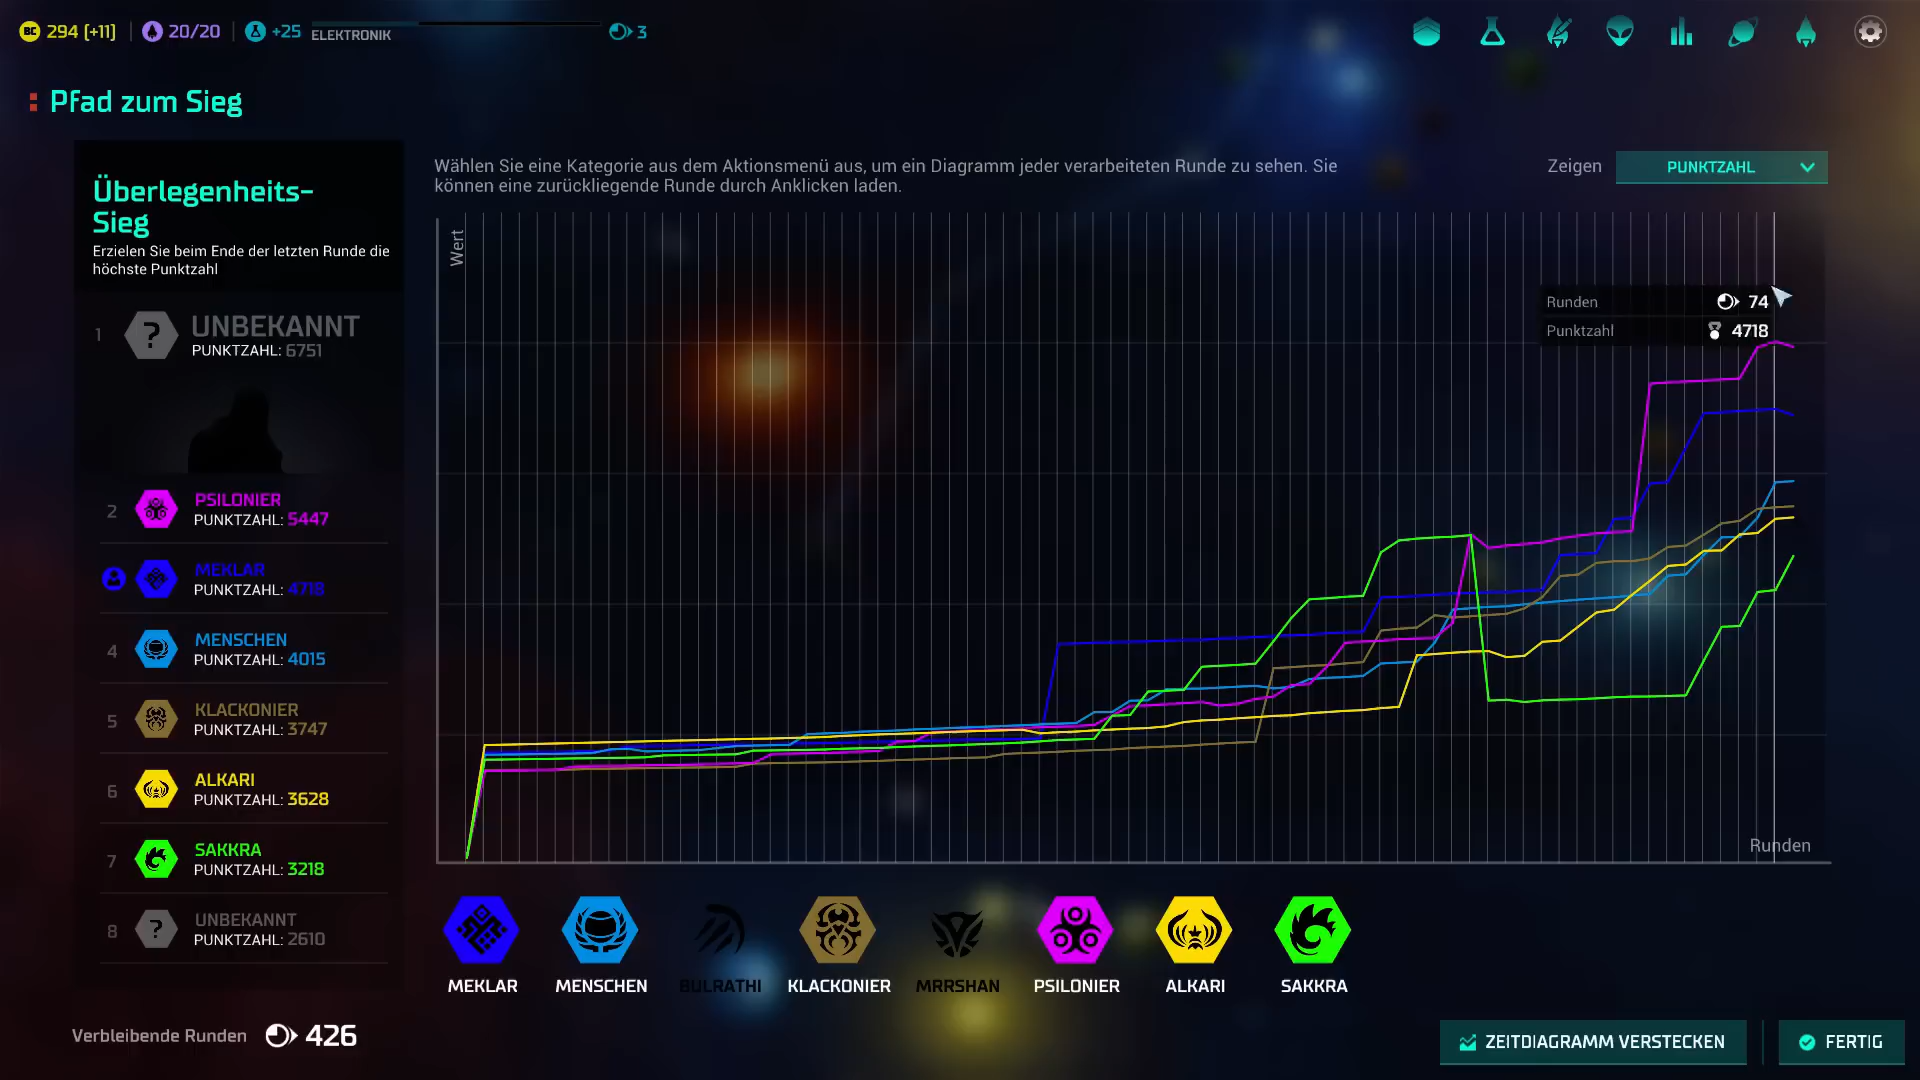 BC 294 [+11] 20/20 +25 ELEKTRONIK 3
Pfad zum Sieg
Überlegenheits-
Sieg
Erzielen Sie beim Ende der letzten Runde die
höchste Punktzahl
1 ? UNBEKANNT
PUNKTZAHL: 6751
2 PSILONIER
PUNKTZAHL: 5447
MEKLAR
PUNKTZAHL: 4718
4 MENSCHEN
PUNKTZAHL: 4015
5 KLACKONIER
PUNKTZAHL: 3747
6 ALKARI
PUNKTZAHL: 3628
7 SAKKRA
PUNKTZAHL: 3218
8 ? UNBEKANNT
PUNKTZAHL: 2610
Verbleibende Runden 426
Wählen Sie eine Kategorie aus dem Aktionsmenü aus, um ein Diagramm jeder verarbeiteten Runde zu sehen. Sie
können eine zurückliegende Runde durch Anklicken laden.
Zeigen PUNKTZAHL
Wert
Runden 74
Punktzahl 4718
Runden
MEKLAR MENSCHEN BULRATHI KLACKONIER MRRSHAN PSILONIER ALKARI SAKKRA
ZEITDIAGRAMM VERSTECKEN FERTIG